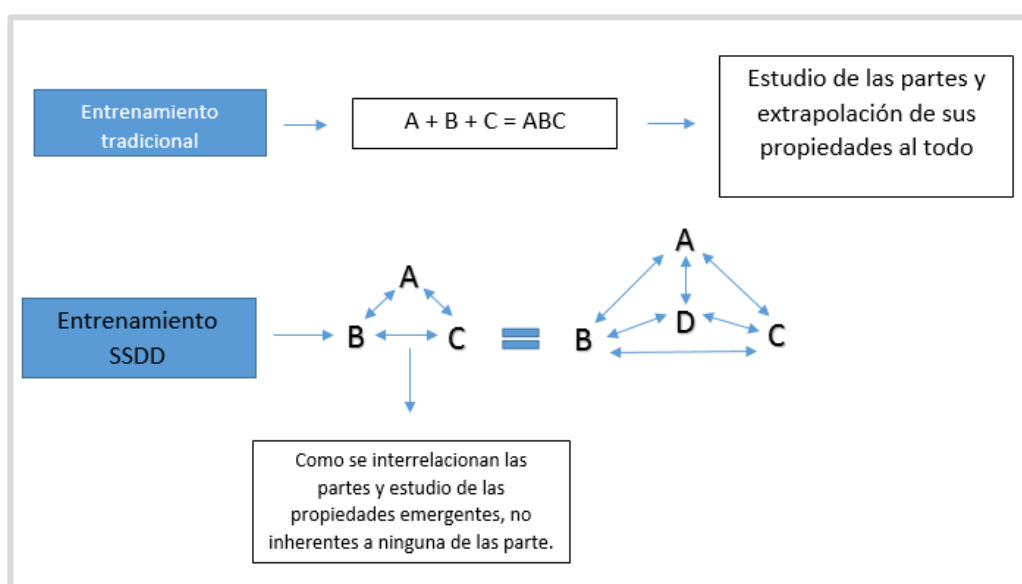 Entrenamiento
tradicional
A + B + C = ABC
Estudio de las partes y
extrapolación de sus
propiedades al todo
Entrenamiento
SSDD
A
B
C
=
A
B
D
C
Como se interrelacionan las
partes y estudio de las
propiedades emergentes, no
inherentes a ninguna de las parte.